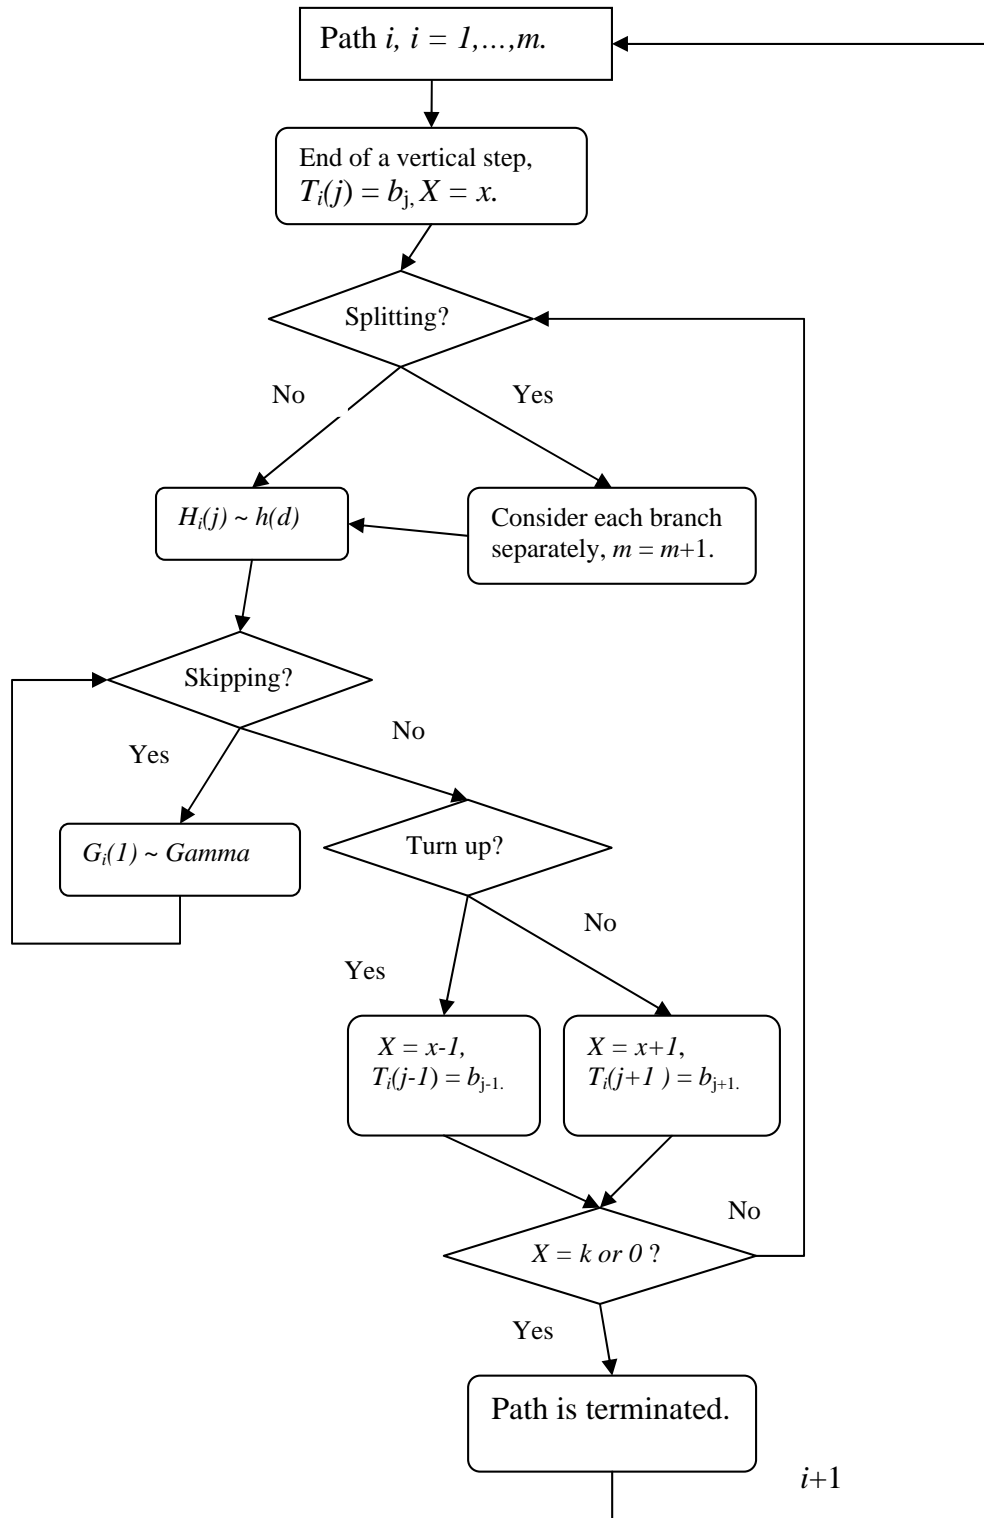 Path i, i = 1,...,m.
End of a vertical step,
Tᵢ(j) = bⱼ, X = x.
Splitting?
No
Yes
Hᵢ(j) ~ h(d)
Consider each branch
separately, m = m+1.
Skipping?
Yes
No
Gᵢ(1) ~ Gamma
Turn up?
No
Yes
X = x-1,
Tᵢ(j-1) = bⱼ₋₁.
X = x+1,
Tᵢ(j+1 ) = bⱼ₊₁.
No
X = k or 0 ?
Yes
Path is terminated.
i+1